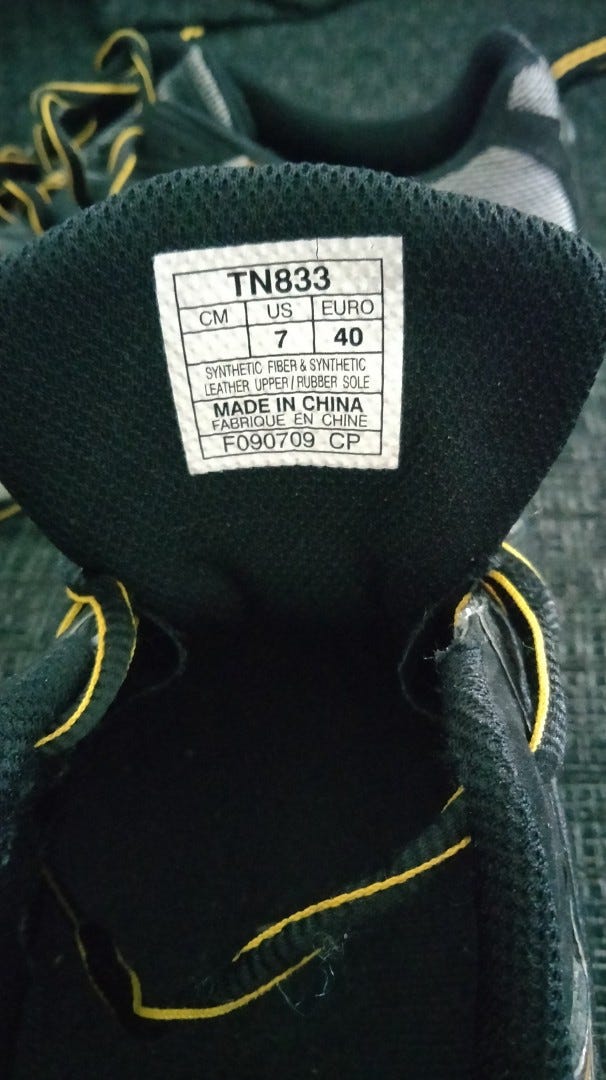 TN833
CM US EURO
7 40
SYNTHETIC FIBER & SYNTHETIC
LEATHER UPPER / RUBBER SOLE
MADE IN CHINA
FABRIQUE EN CHINE
F090709 CP